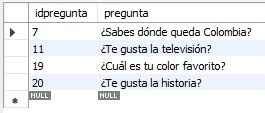 idpregunta pregunta
7 ¿Sabes dónde queda Colombia?
11 ¿Te gusta la televisión?
19 ¿Cuál es tu color favorito?
20 ¿Te gusta la historia?
NULL NULL